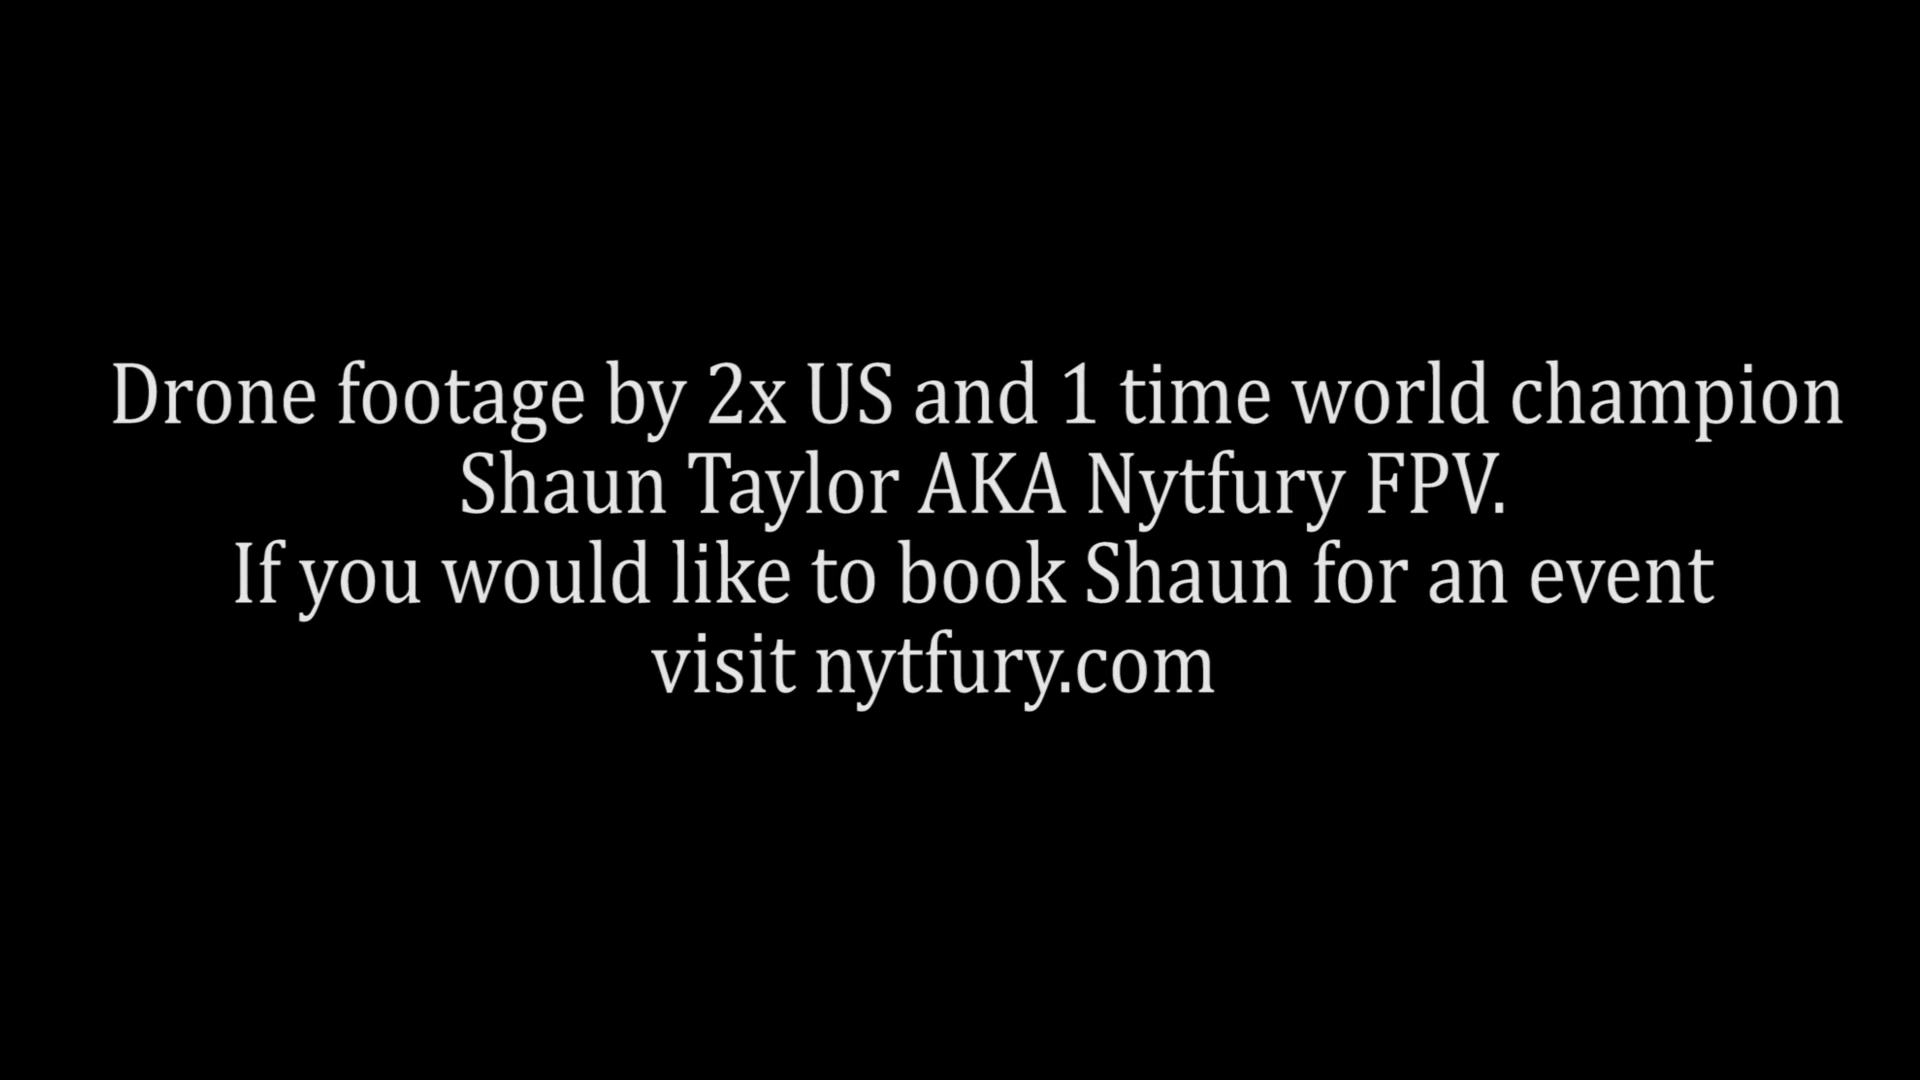 Drone footage by 2x US and 1 time world champion
Shaun Taylor AKA Nytfury FPV.
If you would like to book Shaun for an event
visit nytfury.com